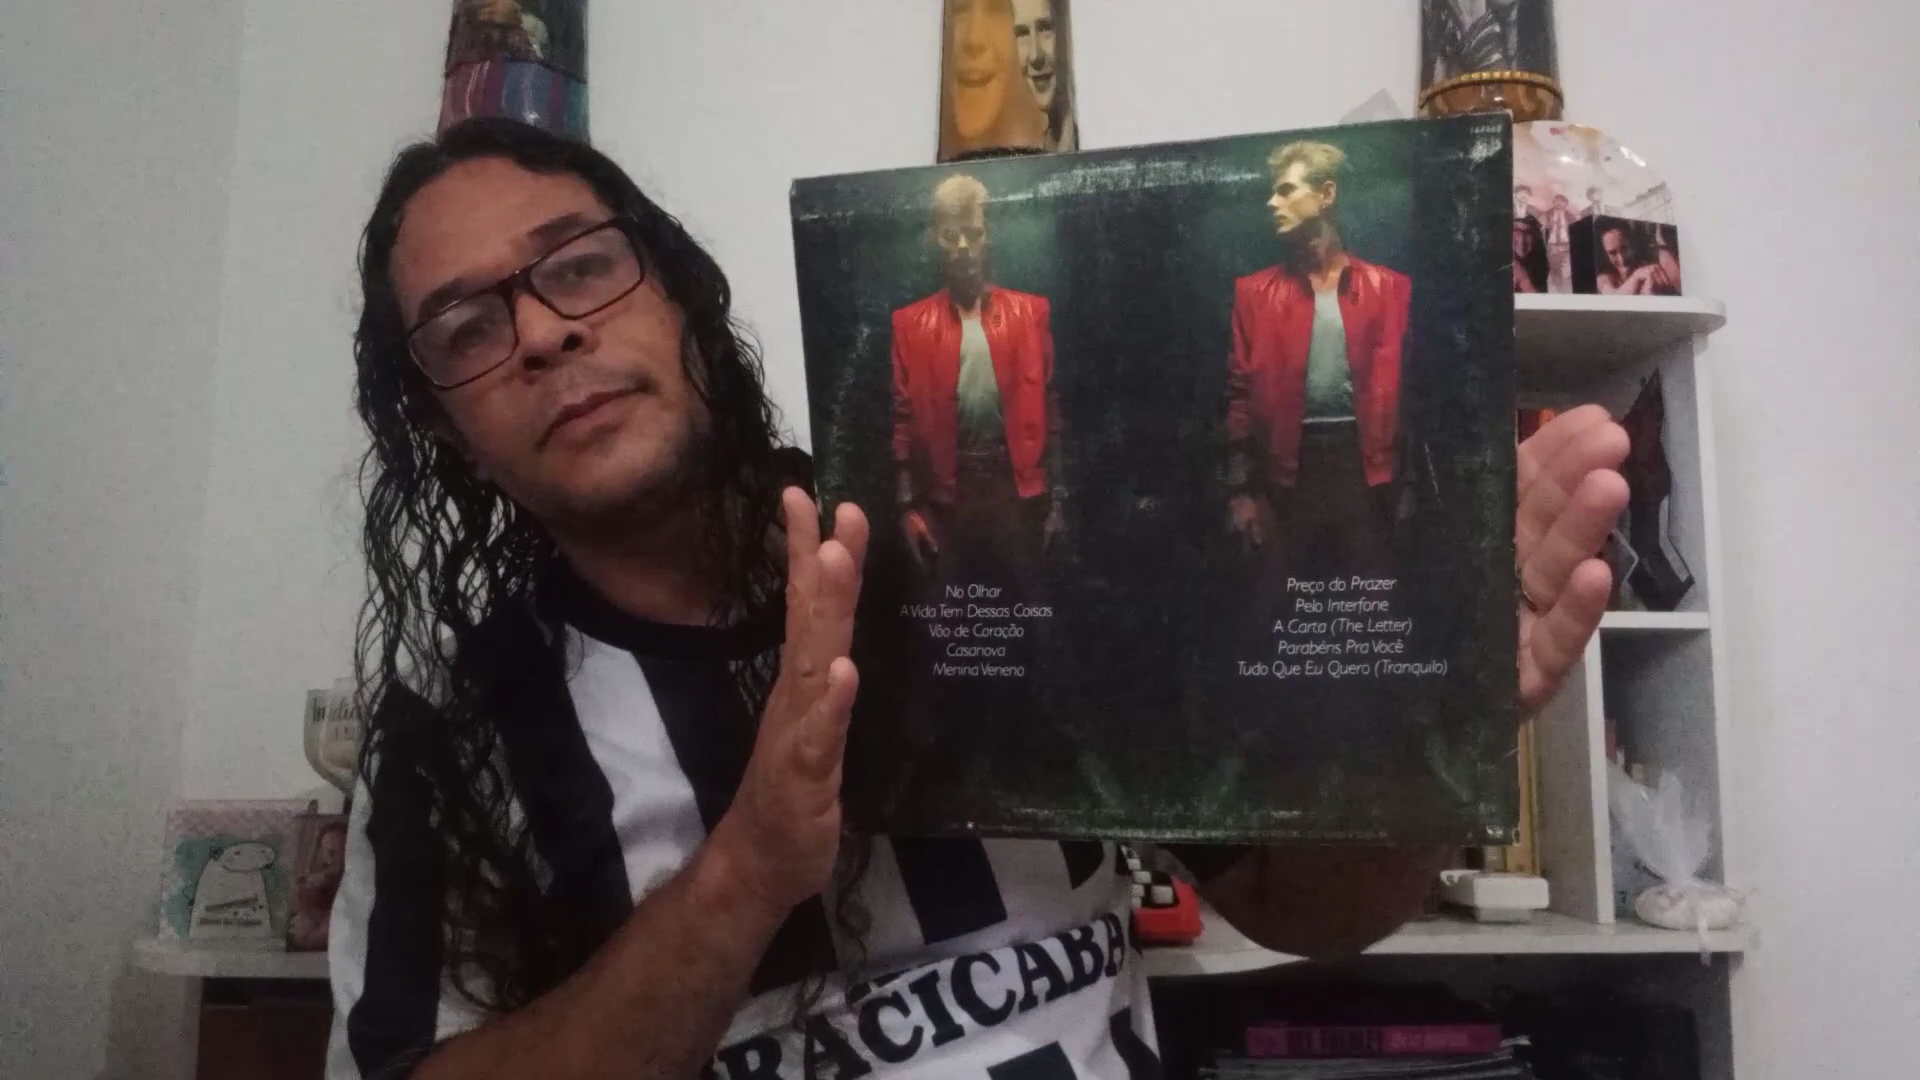 No Olhar
A Vida Tem Dessas Coisas
Vôo de Coração
Casanova
Menina Veneno
Preço do Prazer
Pelo Interfone
A Carta (The Letter)
Parabéns Pra Você
Tudo Que Eu Quero (Tranquilo)
RACICABA